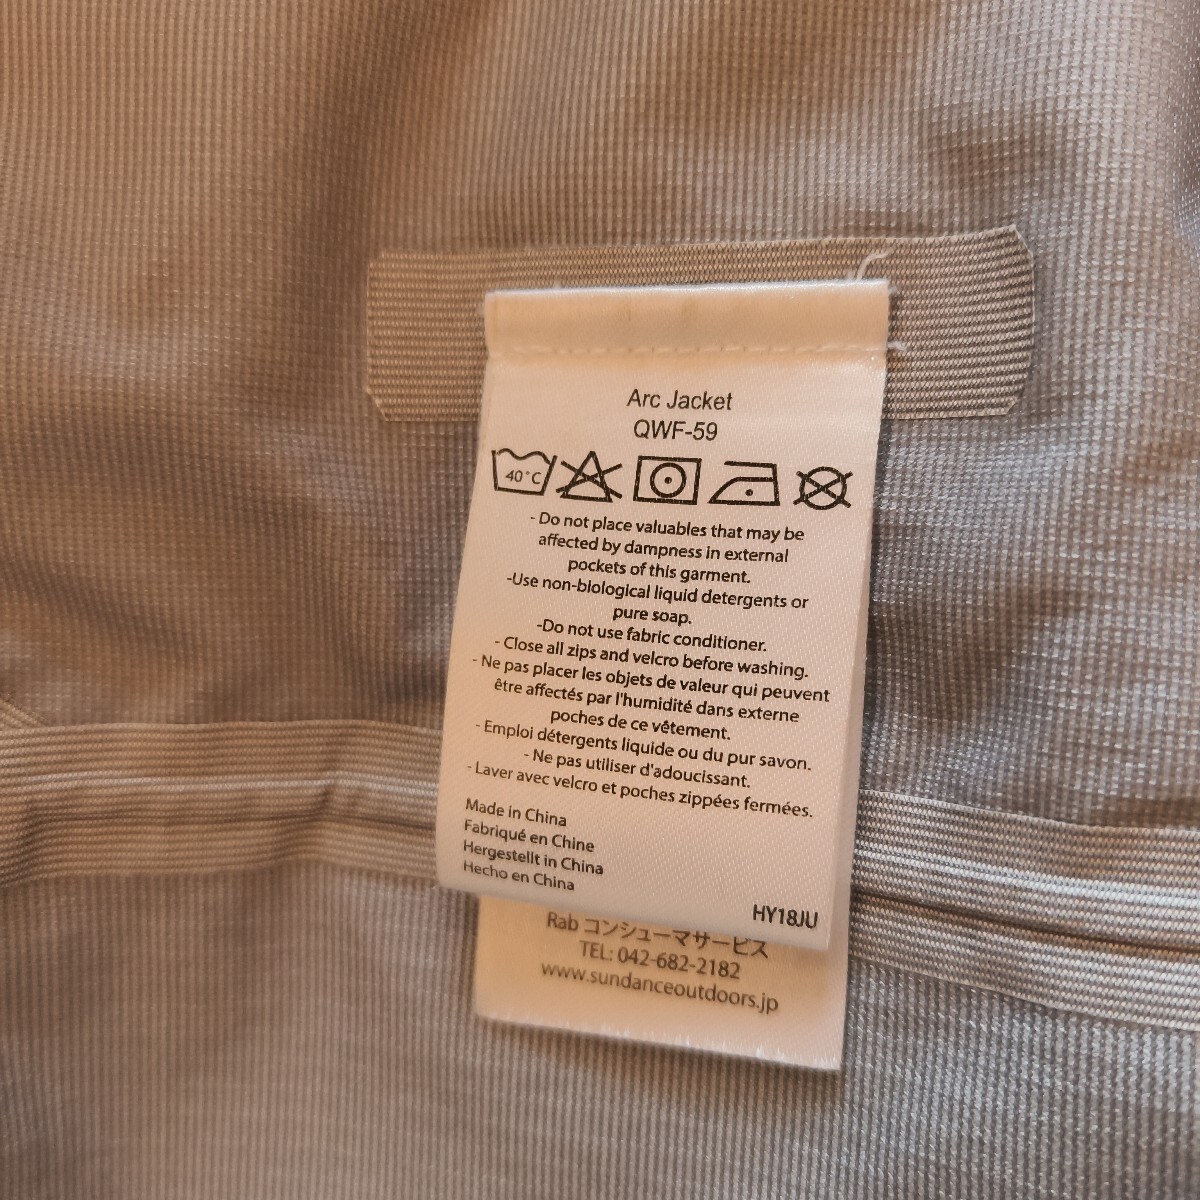 Arc Jacket
QWF-59
40°C
- Do not place valuables that may be
affected by dampness in external
pockets of this garment.
-Use non-biological liquid detergents or
pure soap.
-Do not use fabric conditioner.
- Close all zips and velcro before washing.
- Ne pas placer les objets de valeur qui peuvent
être affectés par l'humidité dans externe
poches de ce vêtement.
- Emploi détergents liquide ou du pur savon.
- Ne pas utiliser d'adoucissant.
- Laver avec velcro et poches zippées fermées.
Made in China
Fabriqué en Chine
Hergestellt in China
Hecho en China
HY18JU
Rab コンシューマサービス
TEL: 042-682-2182
www.sundanceoutdoors.jp